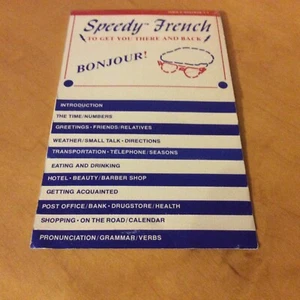 Speedy™ French
TO GET YOU THERE AND BACK
BONJOUR!
INTRODUCTION
THE TIME/NUMBERS
GREETINGS • FRIENDS/RELATIVES
WEATHER/SMALL TALK • DIRECTIONS
TRANSPORTATION • TELEPHONE/SEASONS
EATING AND DRINKING
HOTEL • BEAUTY/BARBER SHOP
GETTING ACQUAINTED
POST OFFICE/BANK • DRUGSTORE/HEALTH
SHOPPING • ON THE ROAD/CALENDAR
PRONUNCIATION/GRAMMAR/VERBS